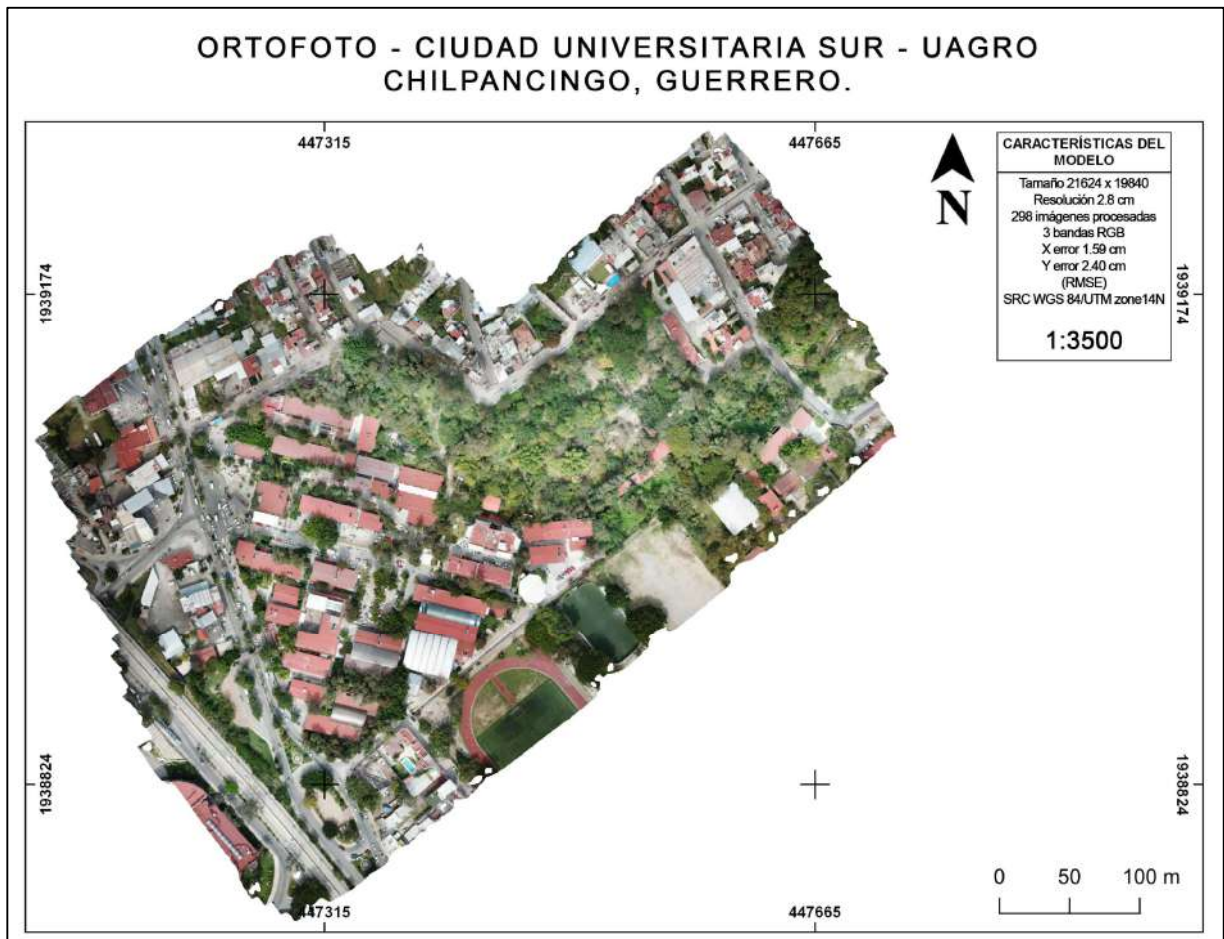 ORTOFOTO - CIUDAD UNIVERSITARIA SUR - UAGRO
CHILPANCINGO, GUERRERO.
447315
447665
N
CARACTERÍSTICAS DEL
MODELO
Tamaño 21624 x 19840
Resolución 2.8 cm
298 imágenes procesadas
3 bandas RGB
X error 1.59 cm
Y error 2.40 cm
(RMSE)
SRC WGS 84/UTM zone14N
1:3500
1939174
1939174
1938824
1938824
0 50 100 m
447315
447665